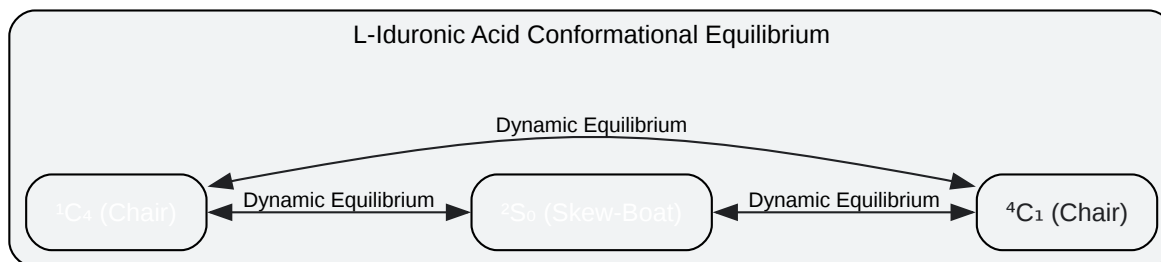 L-Iduronic Acid Conformational Equilibrium
Dynamic Equilibrium
Dynamic Equilibrium
Dynamic Equilibrium
¹C₄ (Chair)
²S₀ (Skew-Boat)
⁴C₁ (Chair)